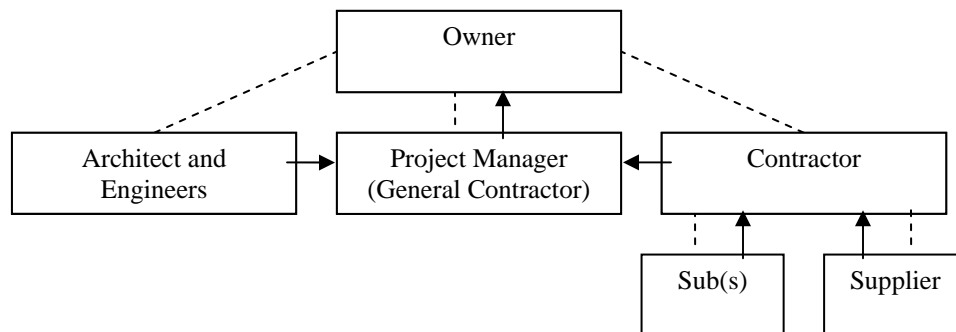 Owner
Architect and
Engineers
Project Manager
(General Contractor)
Contractor
Sub(s)
Supplier